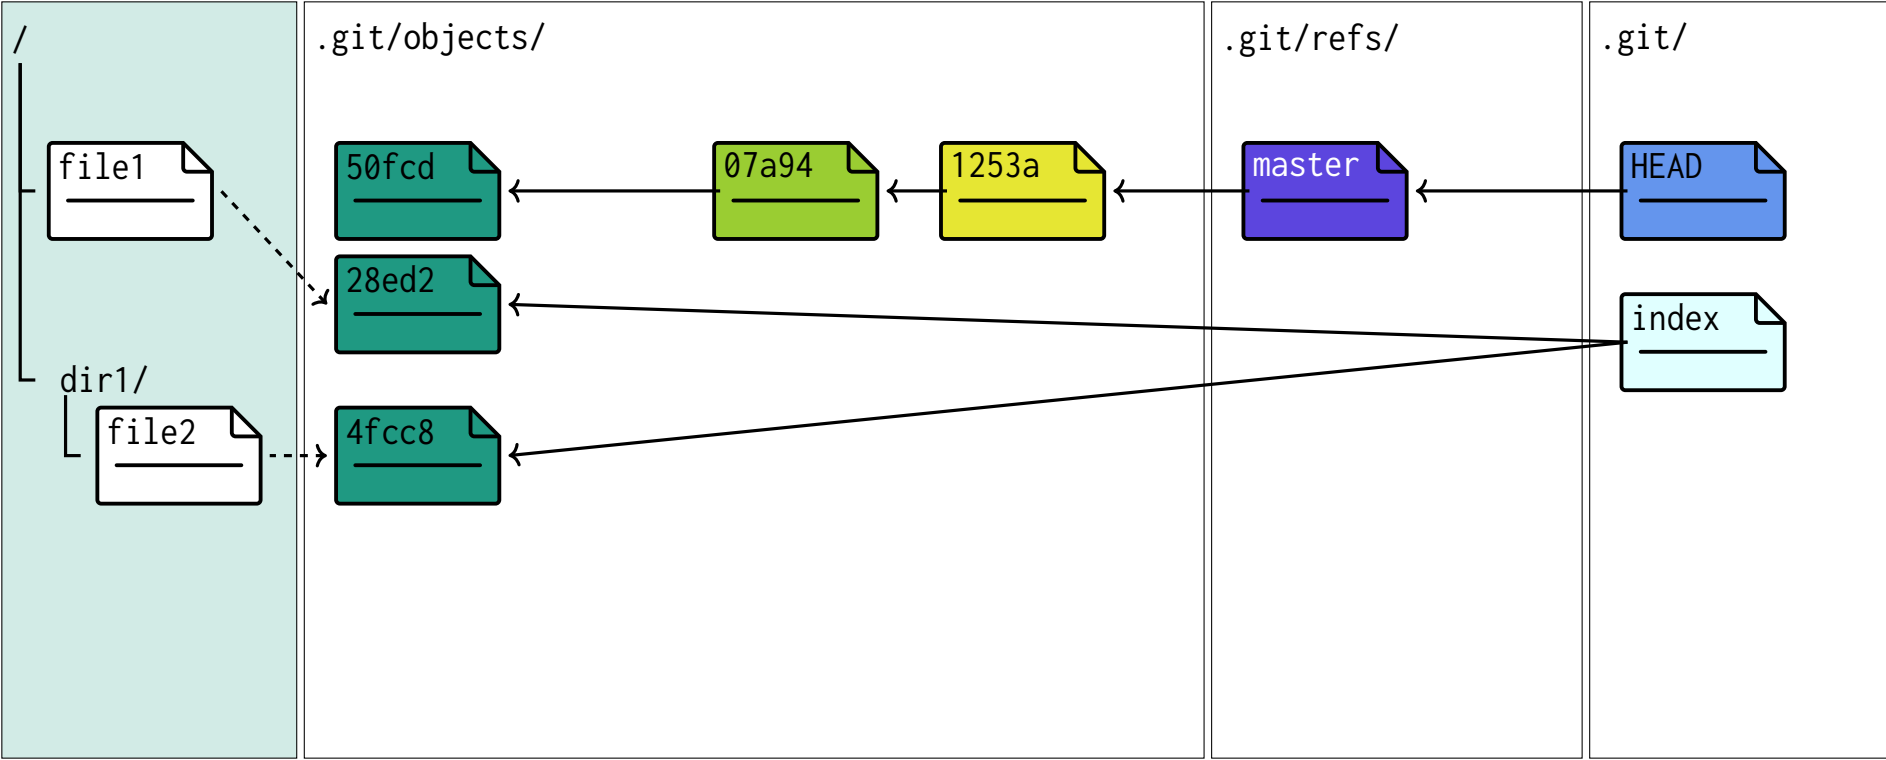 /
.git/objects/
.git/refs/
.git/
file1
50fcd
07a94
1253a
master
HEAD
28ed2
index
dir1/
file2
4fcc8